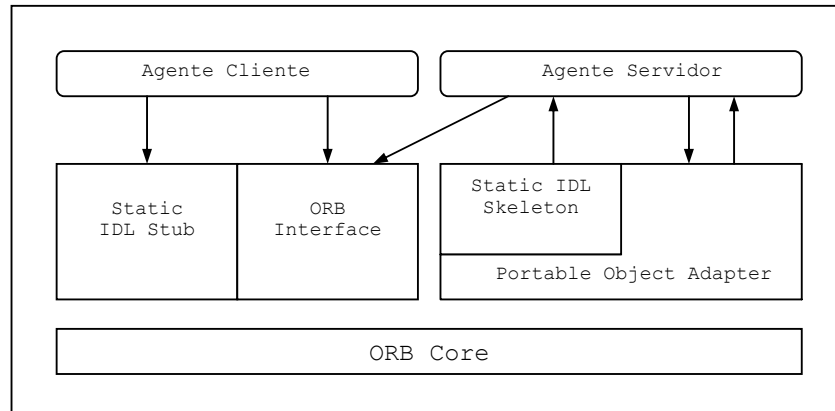 Agente Cliente
Agente Servidor
Static
IDL Stub
ORB
Interface
Static IDL
Skeleton
Portable Object Adapter
ORB Core